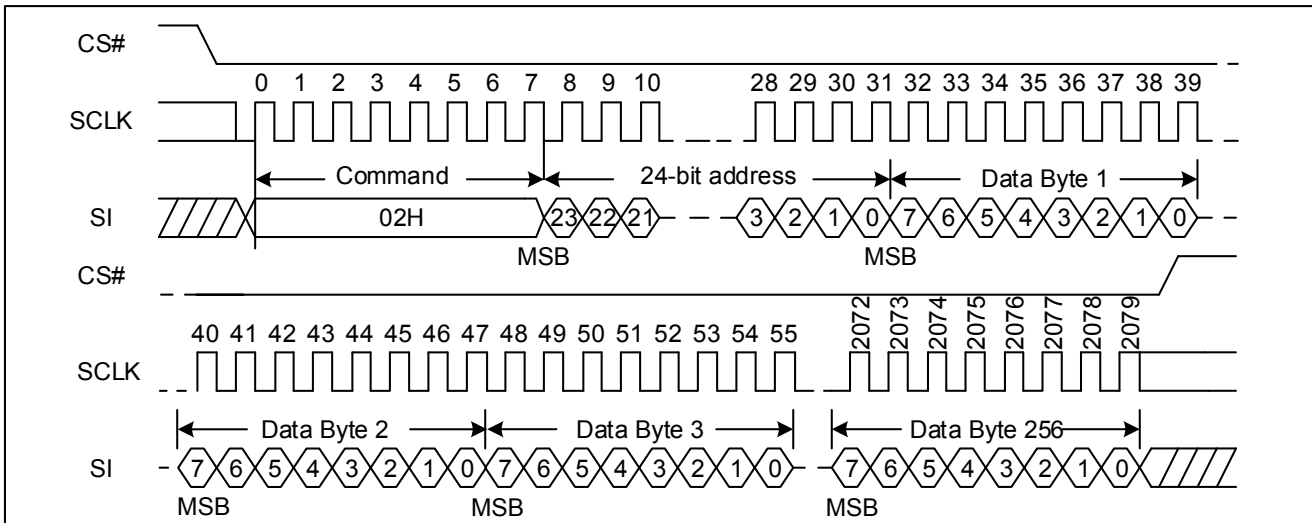 CS#
0 1 2 3 4 5 6 7 8 9 10 28 29 30 31 32 33 34 35 36 37 38 39
SCLK
Command 24-bit address Data Byte 1
SI 02H 23 22 21 3 2 1 0 7 6 5 4 3 2 1 0
MSB MSB
CS#
2072 2073 2074 2075 2076 2077 2078 2079
40 41 42 43 44 45 46 47 48 49 50 51 52 53 54 55
SCLK
Data Byte 2 Data Byte 3 Data Byte 256
SI 7 6 5 4 3 2 1 0 7 6 5 4 3 2 1 0 7 6 5 4 3 2 1 0
MSB MSB MSB